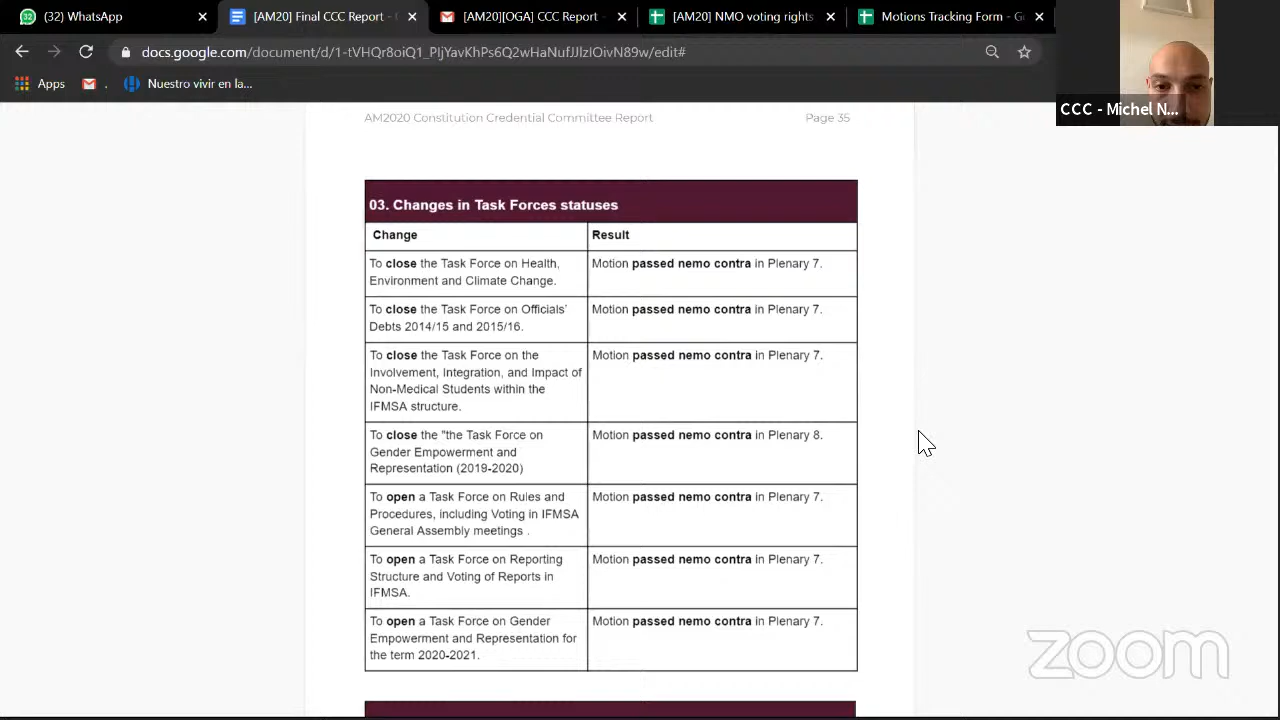 (32) WhatsApp
[AM20] Final CCC Report -
[AM20][OGA] CCC Report -
[AM20] NMO voting rights
Motions Tracking Form - G
CCC - Michel N...
Apps
.
Nuestro vivir en la...
AM2020 Constitution Credential Committee Report
Page 35
03. Changes in Task Forces statuses
Change
Result
To close the Task Force on Health,
Environment and Climate Change.
Motion passed nemo contra in Plenary 7.
To close the Task Force on Officials'
Debts 2014/15 and 2015/16.
Motion passed nemo contra in Plenary 7.
To close the Task Force on the
Involvement, Integration, and Impact of
Non-Medical Students within the
IFMSA structure.
Motion passed nemo contra in Plenary 7.
To close the "the Task Force on
Gender Empowerment and
Representation (2019-2020)
Motion passed nemo contra in Plenary 8.
To open a Task Force on Rules and
Procedures, including Voting in IFMSA
General Assembly meetings .
Motion passed nemo contra in Plenary 7.
To open a Task Force on Reporting
Structure and Voting of Reports in
IFMSA.
Motion passed nemo contra in Plenary 7.
To open a Task Force on Gender
Empowerment and Representation for
the term 2020-2021.
Motion passed nemo contra in Plenary 7.
zoom